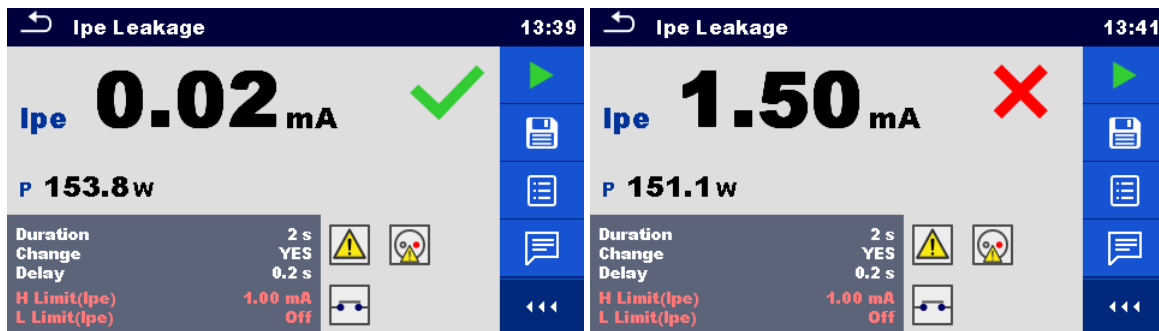 Ipe Leakage 13:39
Ipe 0.02 mA
P 153.8 W
Duration 2 s
Change YES
Delay 0.2 s
H Limit(Ipe) 1.00 mA
L Limit(Ipe) Off
Ipe Leakage 13:41
Ipe 1.50 mA
P 151.1 W
Duration 2 s
Change YES
Delay 0.2 s
H Limit(Ipe) 1.00 mA
L Limit(Ipe) Off